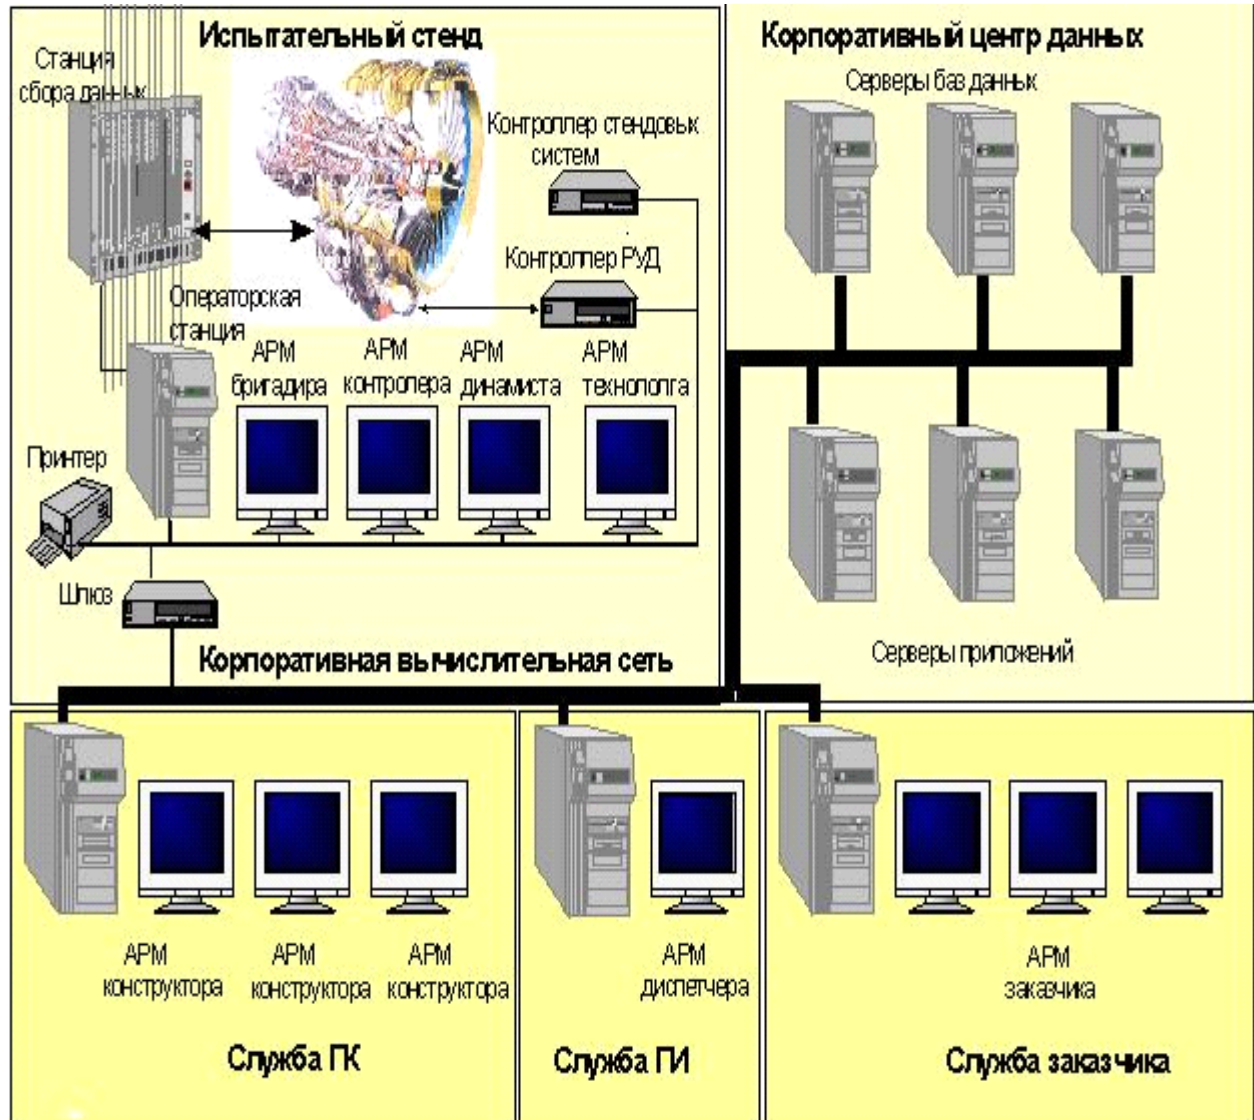 Испытательный стенд
Станция
сбора данных
Контроллер стендовых
систем
Контроллер РУД
Операторская
станция
АРМ
бригадира
АРМ
контролера
АРМ
динамиста
АРМ
технололга
Принтер
Шлюз
Корпоративная вычислительная сеть
Корпоративный центр данных
Серверы баз данных
Серверы приложений
АРМ
конструктора
АРМ
конструктора
АРМ
конструктора
Служба ГК
АРМ
диспетчера
Служба ГИ
АРМ
заказчика
Служба заказчика